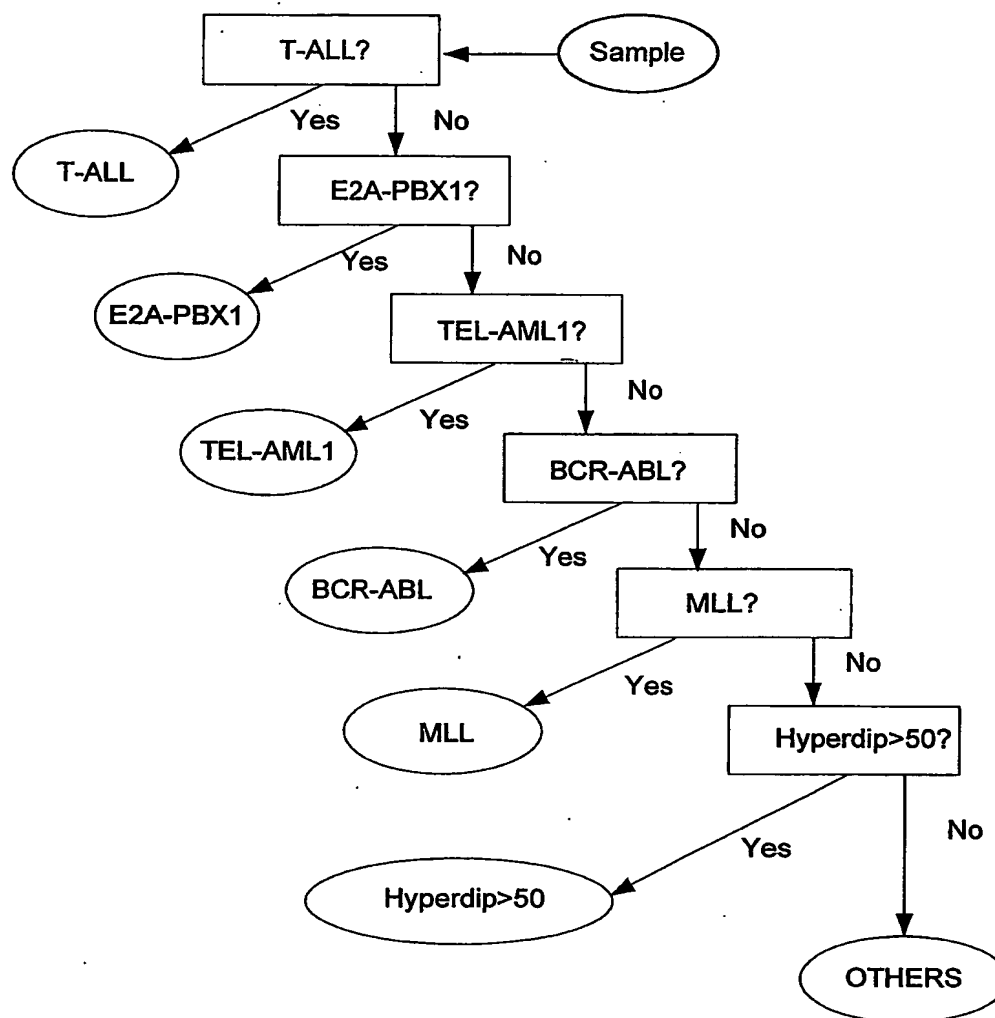 T-ALL?
Sample
Yes
No
T-ALL
E2A-PBX1?
Yes
No
E2A-PBX1
TEL-AML1?
Yes
No
TEL-AML1
BCR-ABL?
Yes
No
BCR-ABL
MLL?
Yes
No
MLL
Hyperdip>50?
Yes
No
Hyperdip>50
OTHERS